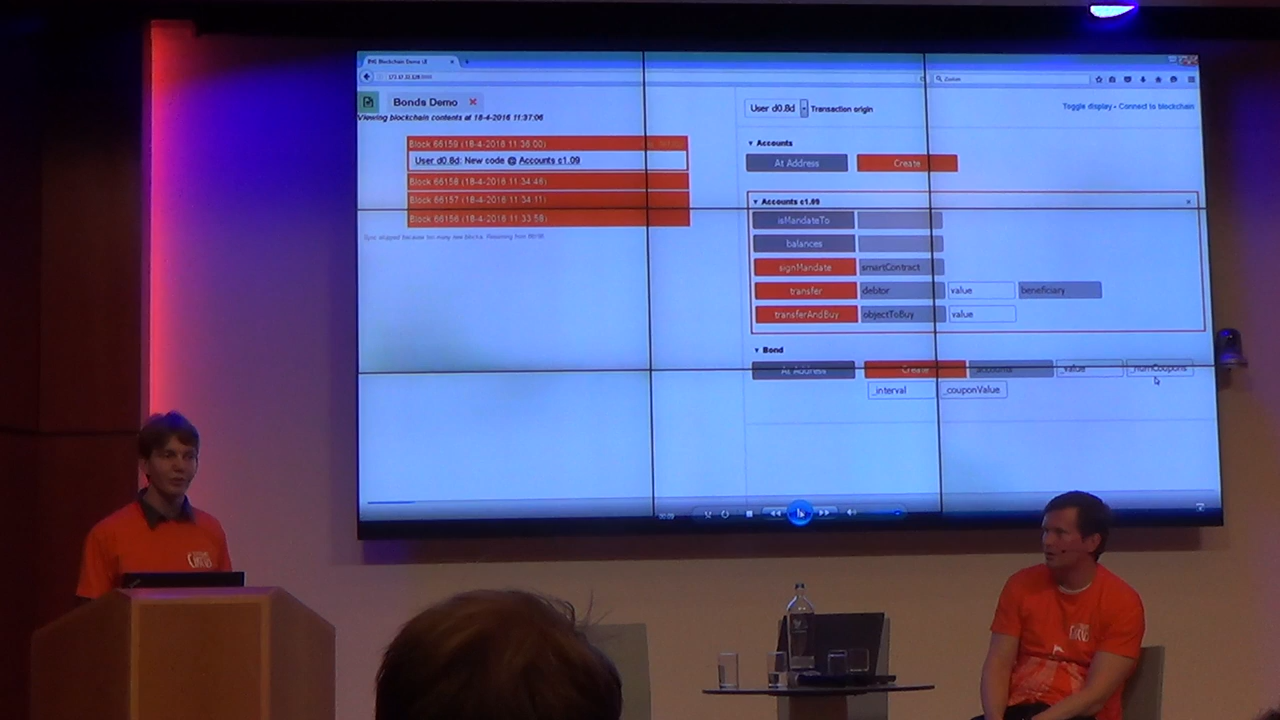 Blockchain Demo UI
Bonds Demo ×
Viewing blockchain contents at 18-4-2016 11:37:06
Block 66159 (18-4-2016 11:36:00)
User d0.8d: New code @ Accounts c1.09
Block 66158 (18-4-2016 11:34:46)
Block 66157 (18-4-2016 11:34:11)
Block 66156 (18-4-2016 11:33:58)
User d0.8d Transaction origin
Toggle display - Connect to blockchain
Accounts
At Address Create
Accounts c1.09 ×
isMandateTo
balances
signMandate smartContract
transfer debtor value beneficiary
transferAndBuy objectToBuy value
Bond
At Address Create _accounts _value _numCoupons
_interval _couponValue